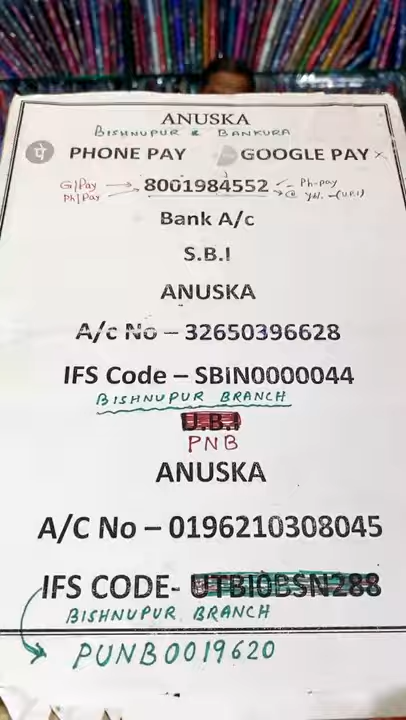 ANUSKA
BISHNUPUR & BANKURA
पे PHONE PAY GOOGLE PAY ×
G/Pay → 8001984552 ← Ph-pay
Ph/Pay → @ ybl. -(U.P.I)
Bank A/c
S.B.I
ANUSKA
A/c No – 32650396628
IFS Code – SBIN0000044
BISHNUPUR BRANCH
U.B.I
PNB
ANUSKA
A/C No – 0196210308045
IFS CODE- UTBI0BSN288
BISHNUPUR BRANCH
PUNB0019620